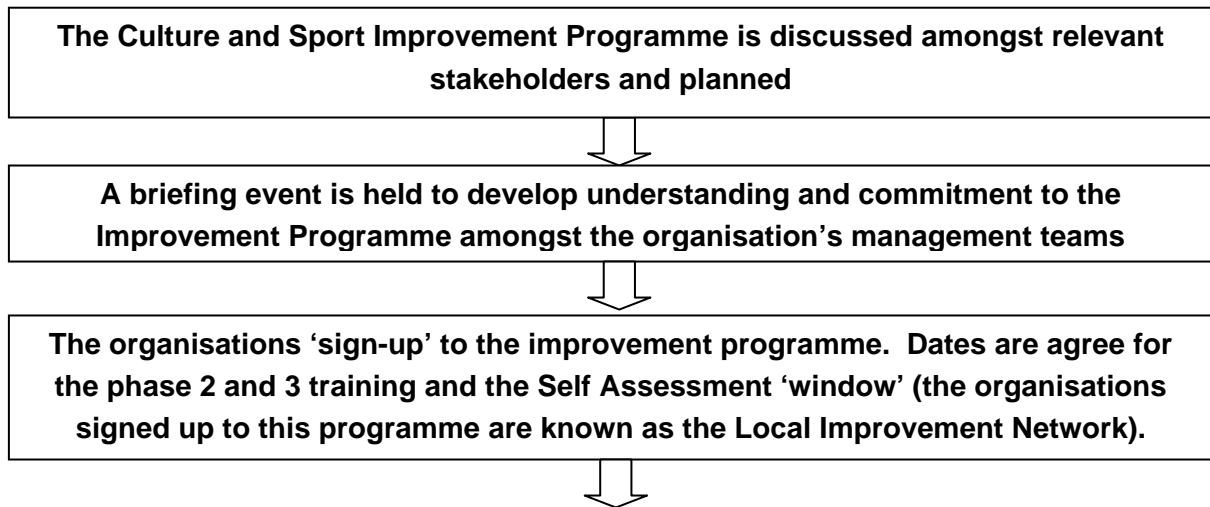 The Culture and Sport Improvement Programme is discussed amongst relevant
stakeholders and planned
A briefing event is held to develop understanding and commitment to the
Improvement Programme amongst the organisation’s management teams
The organisations ‘sign-up’ to the improvement programme.  Dates are agree for
the phase 2 and 3 training and the Self Assessment ‘window’ (the organisations
signed up to this programme are known as the Local Improvement Network).